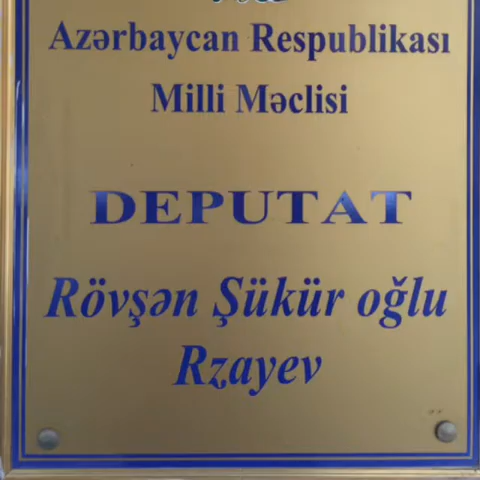 Azərbaycan Respublikası
Milli Məclisi
DEPUTAT
Rövşən Şükür oğlu
Rzayev